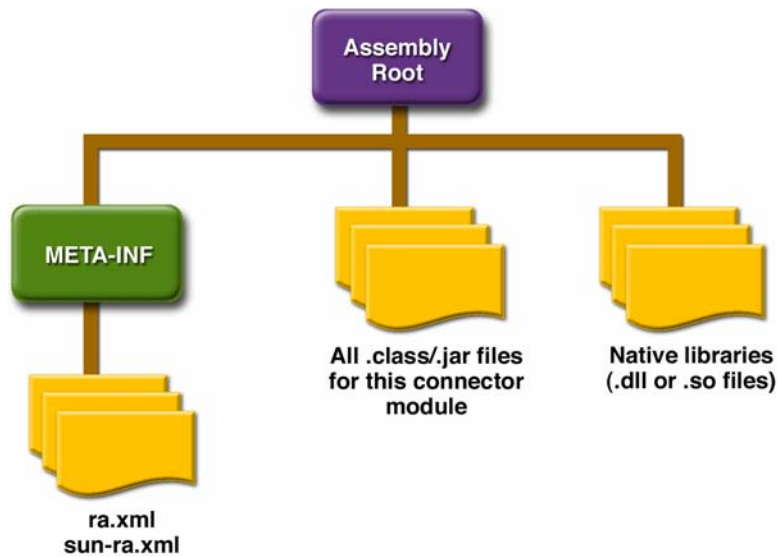 Assembly
Root
META-INF
All .class/.jar files
for this connector
module
Native libraries
(.dll or .so files)
ra.xml
sun-ra.xml